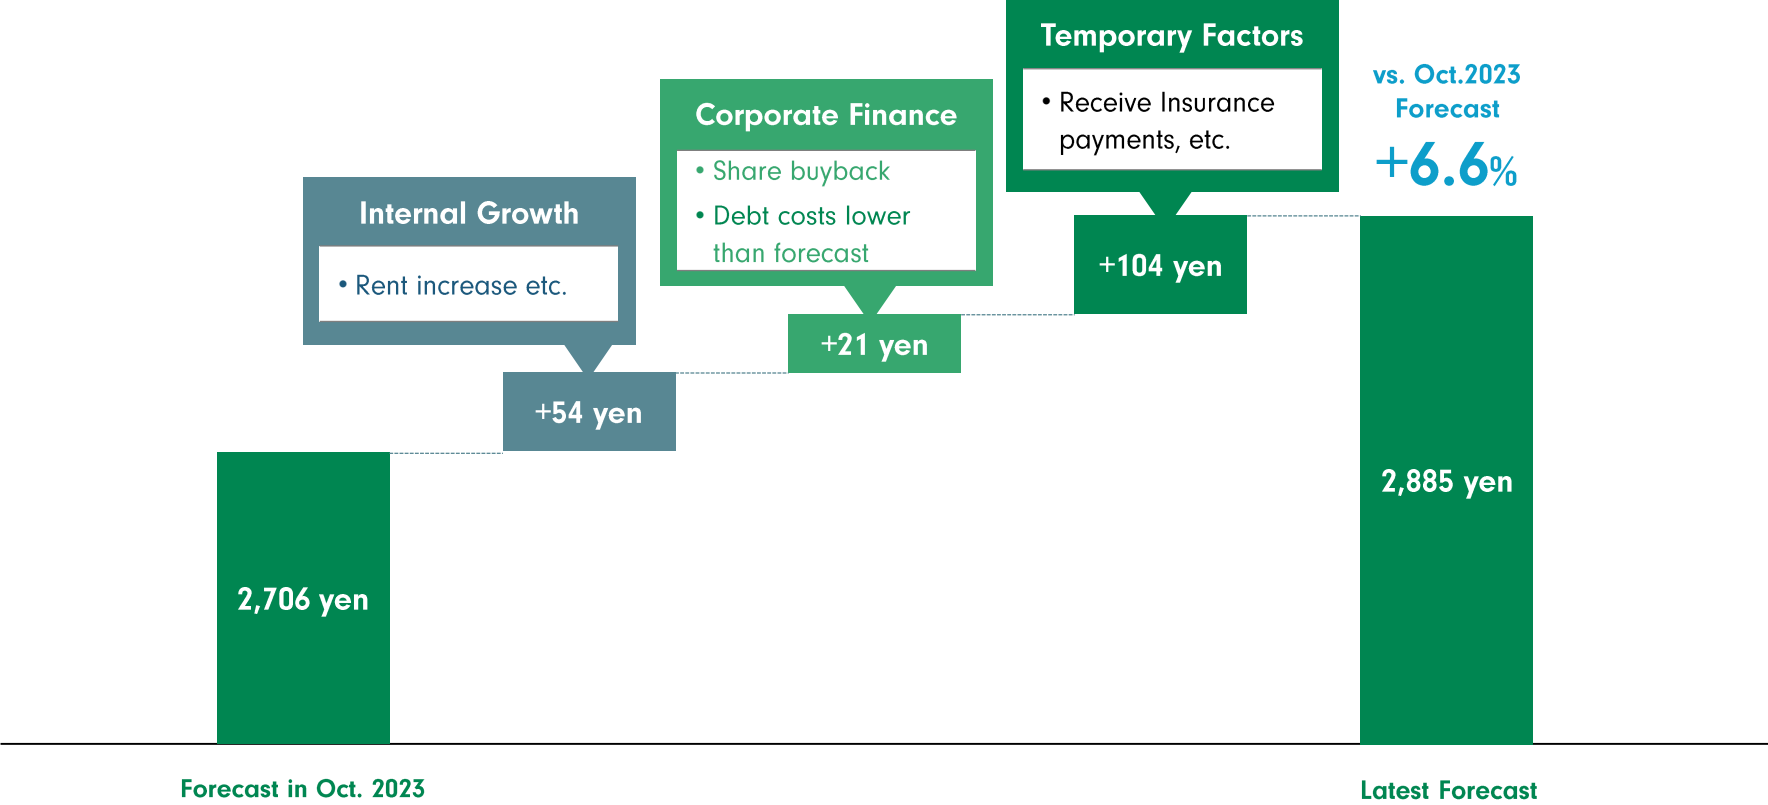 Temporary Factors
• Receive Insurance
payments, etc.
vs. Oct.2023
Forecast
+6.6%
Corporate Finance
• Share buyback
• Debt costs lower
than forecast
Internal Growth
• Rent increase etc.
+104 yen
+21 yen
+54 yen
2,885 yen
2,706 yen
Forecast in Oct. 2023
Latest Forecast